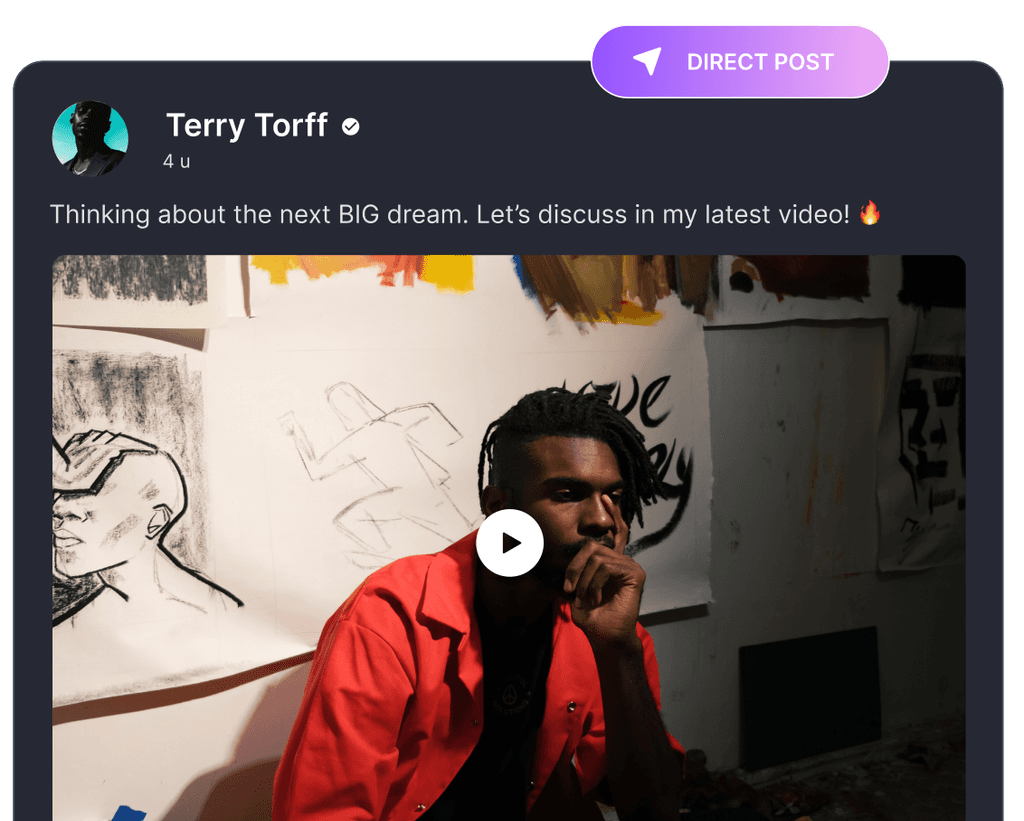 DIRECT POST
Terry Torff
4 u
Thinking about the next BIG dream. Let’s discuss in my latest video! 🔥